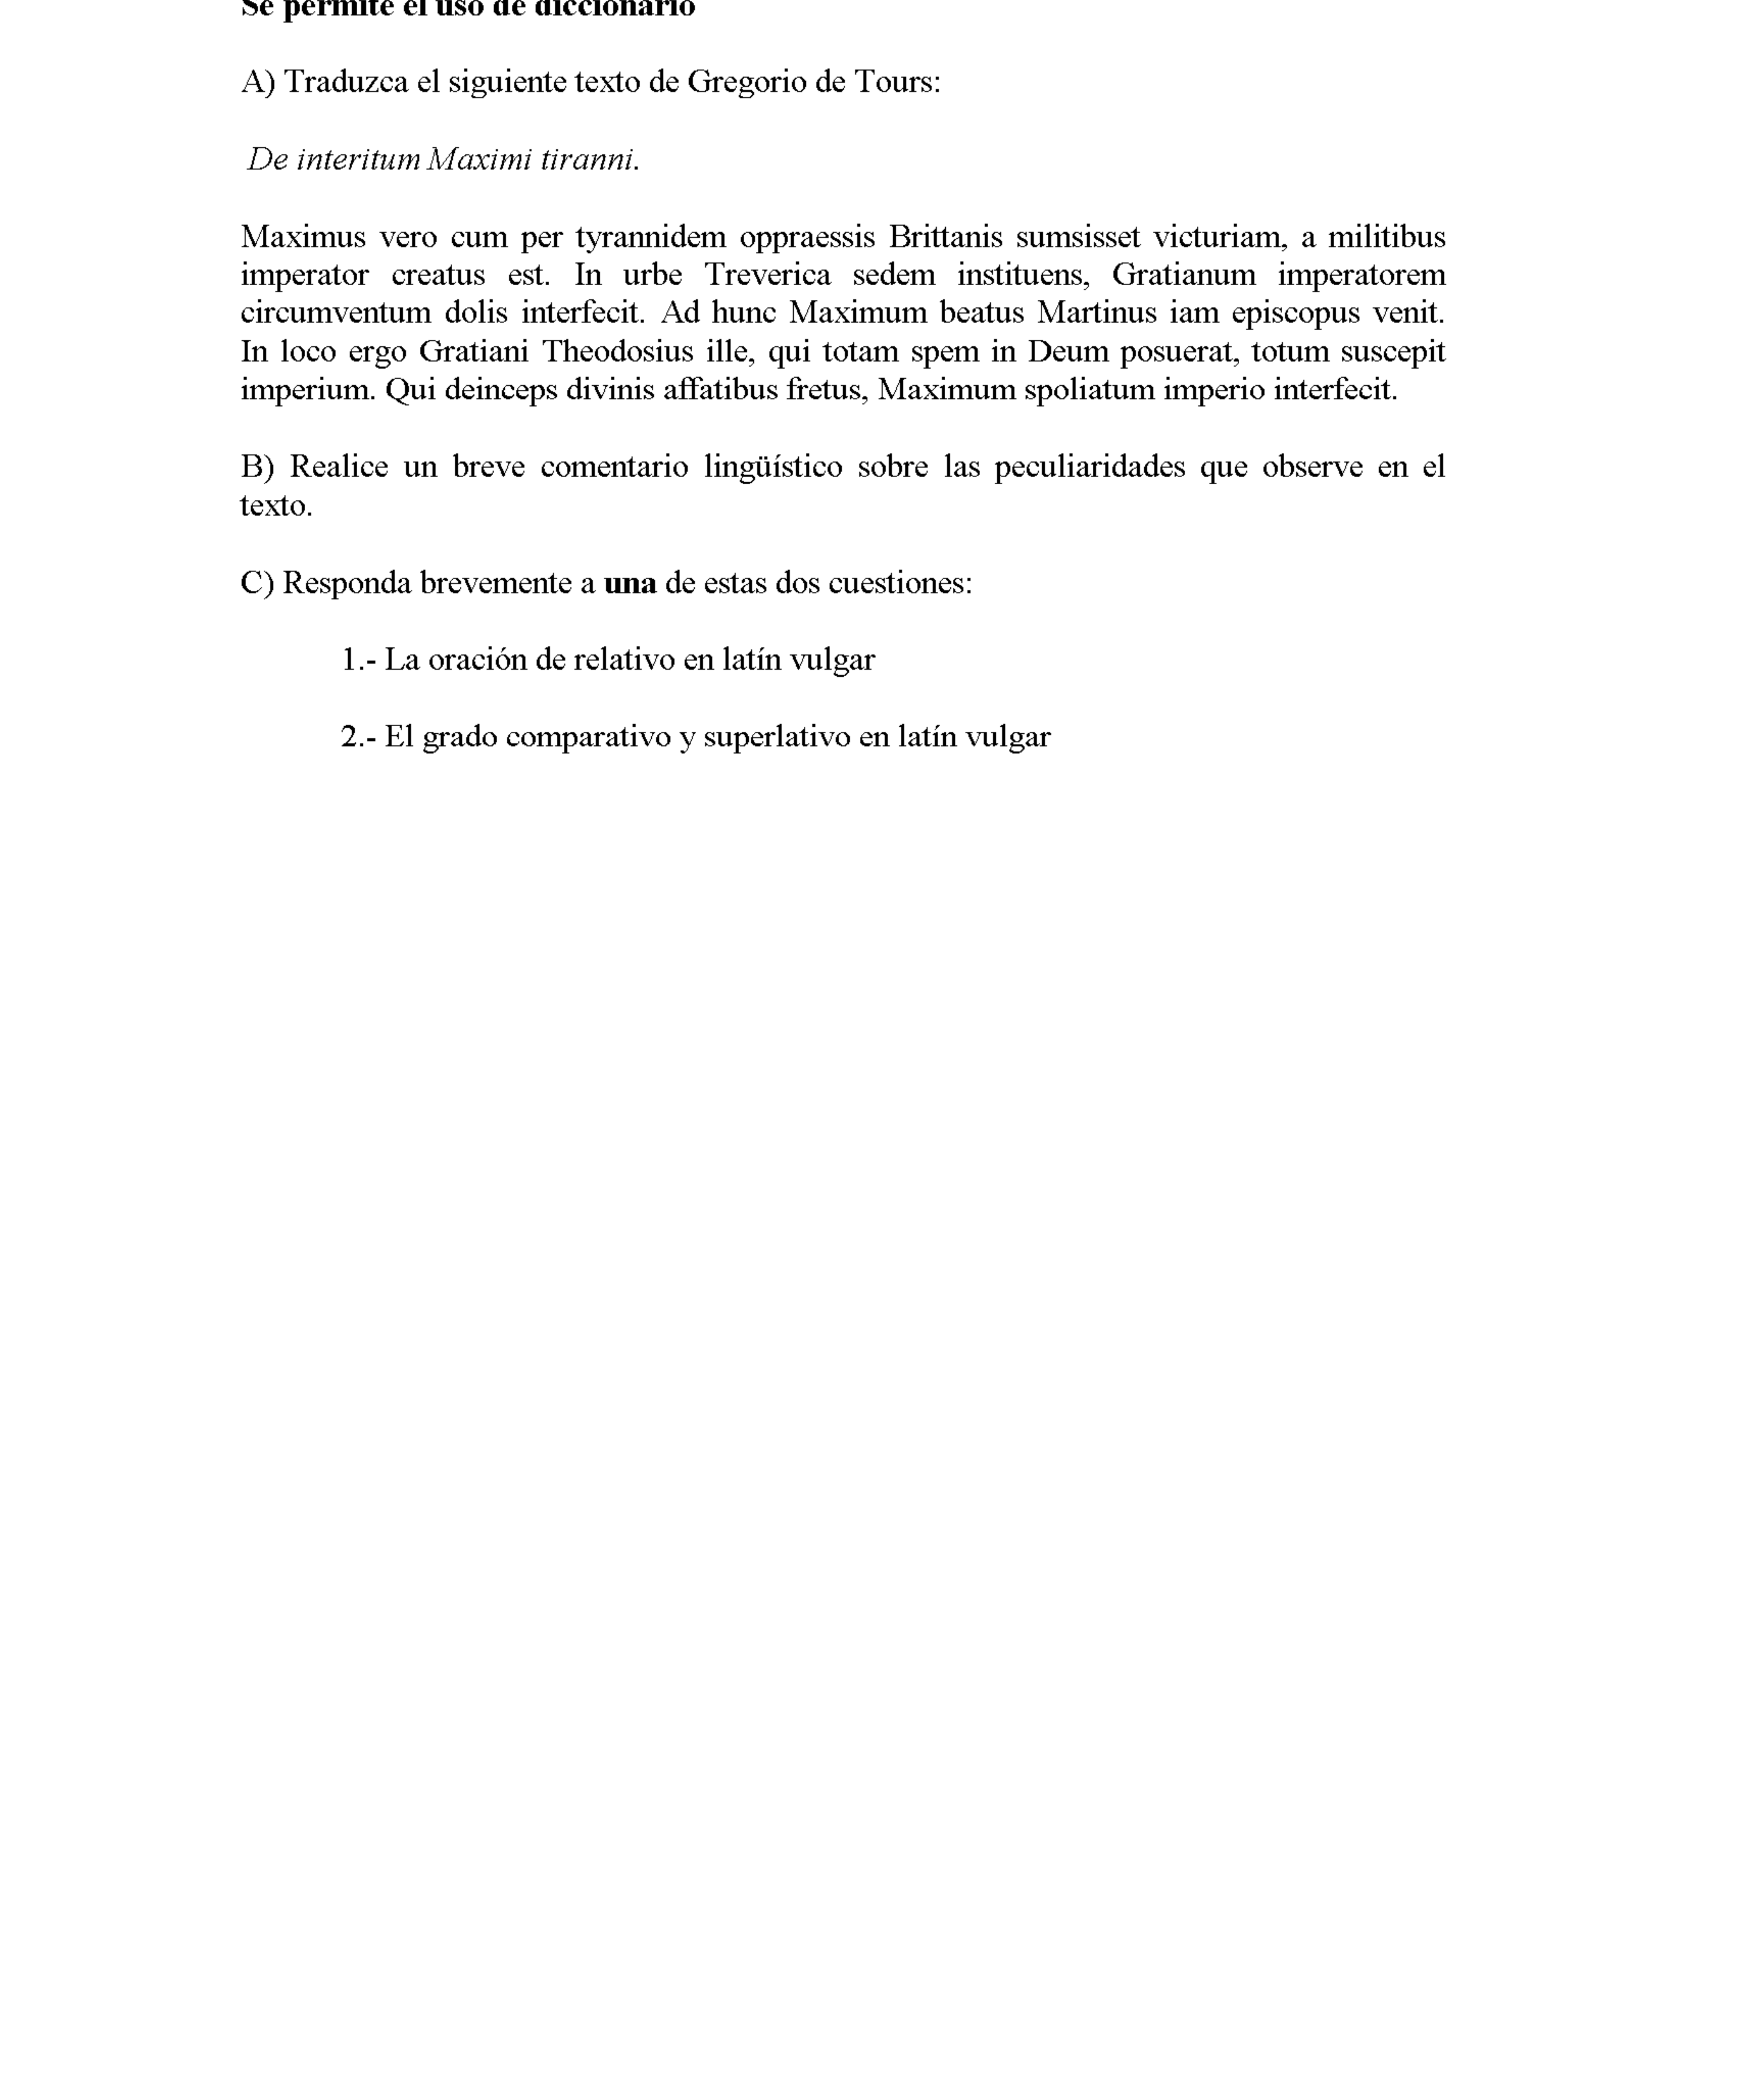 Se permite el uso de diccionario
A) Traduzca el siguiente texto de Gregorio de Tours:
De interitum Maximi tiranni.
Maximus vero cum per tyrannidem oppraessis Brittanis sumsisset victuriam, a militibus
imperator creatus est. In urbe Treverica sedem instituens, Gratianum imperatorem
circumventum dolis interfecit. Ad hunc Maximum beatus Martinus iam episcopus venit.
In loco ergo Gratiani Theodosius ille, qui totam spem in Deum posuerat, totum suscepit
imperium. Qui deinceps divinis affatibus fretus, Maximum spoliatum imperio interfecit.
B) Realice un breve comentario lingüístico sobre las peculiaridades que observe en el
texto.
C) Responda brevemente a una de estas dos cuestiones:
1.- La oración de relativo en latín vulgar
2.- El grado comparativo y superlativo en latín vulgar